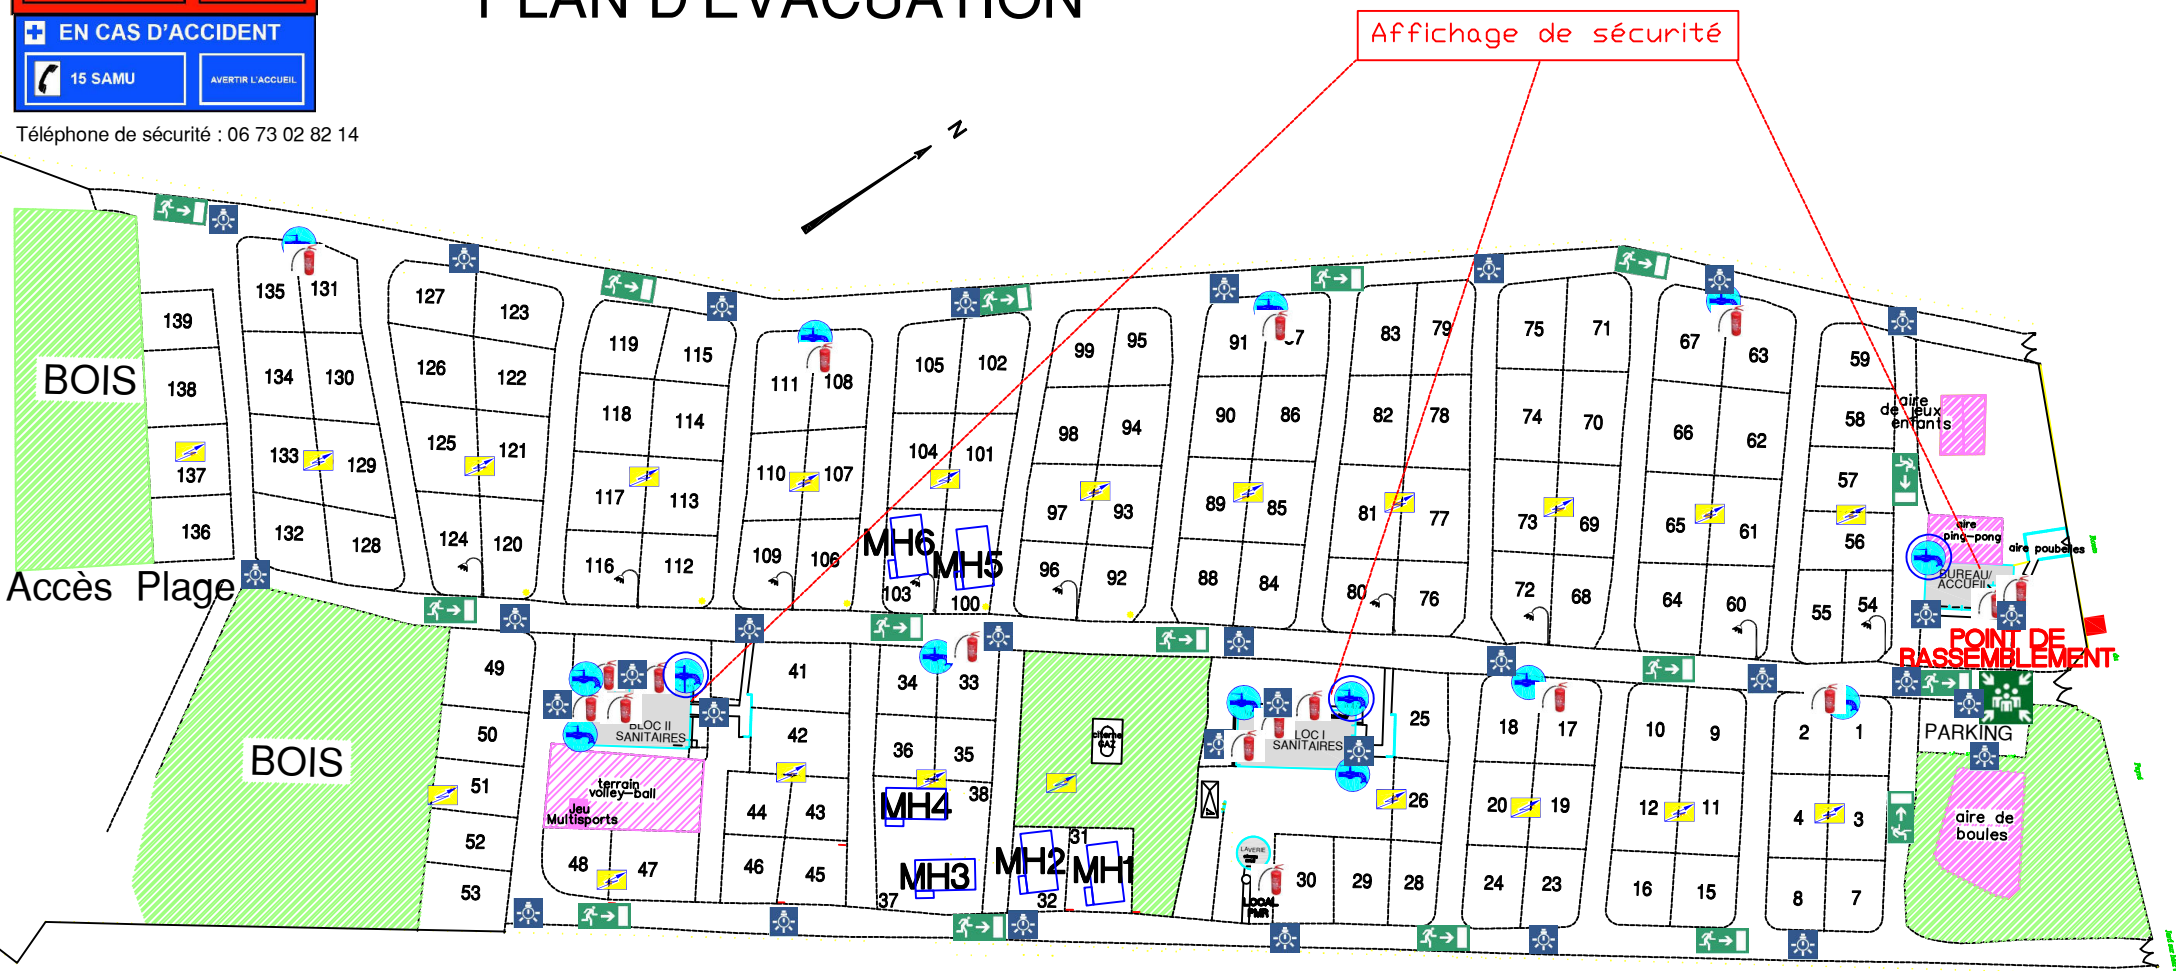 PLAN D'ÉVACUATION
EN CAS D'ACCIDENT
15 SAMU
AVERTIR L'ACCUEIL
Téléphone de sécurité : 06 73 02 82 14
Affichage de sécurité
N
BOIS
139
138
137
136
135 131
134 130
133 129
132 128
127 123
126 122
125 121
124 120
119 115
118 114
117 113
116 112
111 108
110 107
109 106
105 102
104 101
MH6
MH5
103 100
99 95
98 94
97 93
96 92
91
90 86
89 85
88 84
83 79
82 78
81 77
80 76
75 71
74 70
73 69
72 68
67 63
66 62
65 61
64 60
59
58
57
56
55 54
aire
de jeux
enfants
aire
ping-pong
aire poubelles
BUREAU/
ACCUEIL
POINT DE
RASSEMBLEMENT
PARKING
aire de
boules
Accès Plage
BOIS
49
50
51
52
53
BLOC II
SANITAIRES
terrain
volley-ball
Jeu
Multisports
48 47
41
42
44 43
46 45
34 33
36 35
38
MH4
MH3
37
citerne
GAZ
31
MH2
MH1
32
LOC I
SANITAIRES
LAVERIE
LOCAL
PMR
25
26
30 29 28
18 17
20 19
24 23
10 9
12 11
16 15
2 1
4 3
8 7